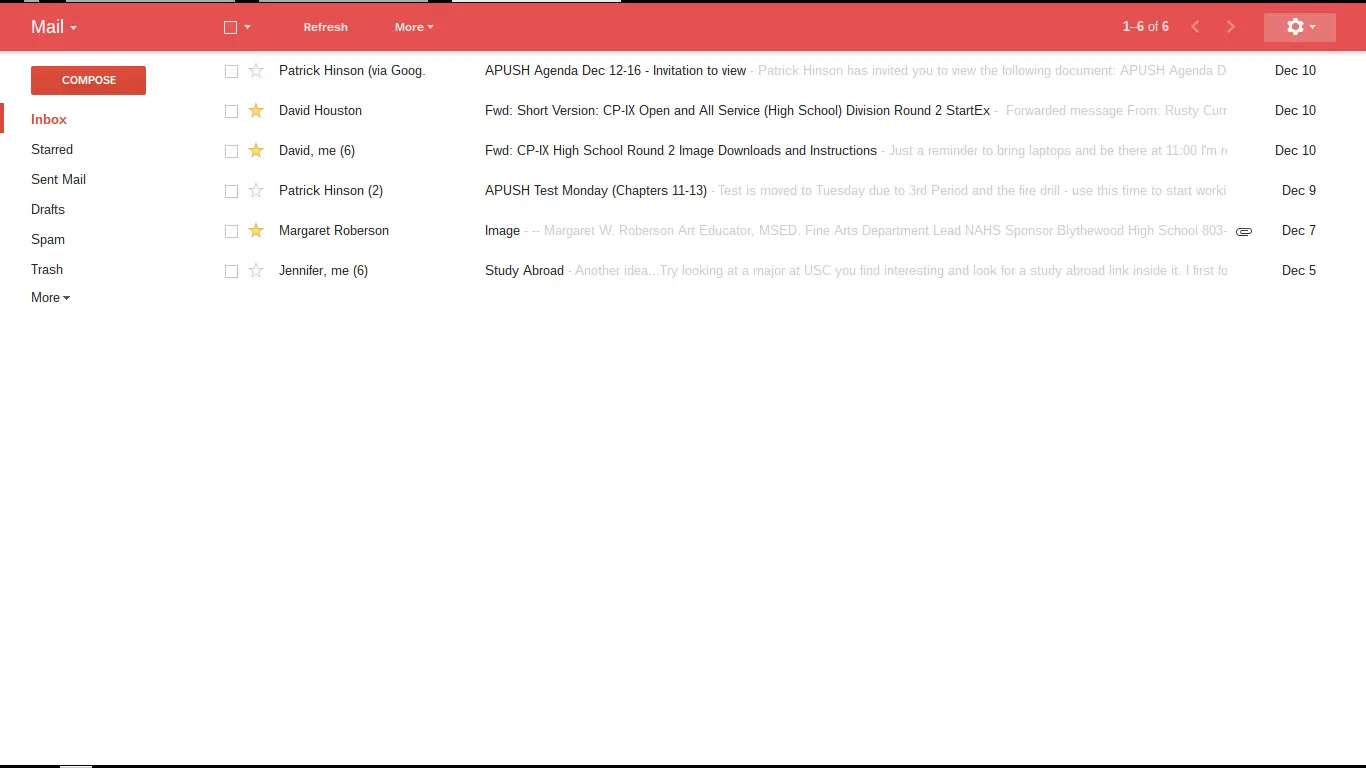 Mail Refresh More 1–6 of 6
COMPOSE
Inbox
Starred
Sent Mail
Drafts
Spam
Trash
More
Patrick Hinson (via Goog. APUSH Agenda Dec 12-16 - Invitation to view - Patrick Hinson has invited you to view the following document: APUSH Agenda D Dec 10
David Houston Fwd: Short Version: CP-IX Open and All Service (High School) Division Round 2 StartEx - Forwarded message From: Rusty Dec 10
David, me (6) Fwd: CP-IX High School Round 2 Image Downloads and Instructions - Just a reminder to bring laptops and be there at 11:00 I'm Dec 10
Patrick Hinson (2) APUSH Test Monday (Chapters 11-13) - Test is moved to Tuesday due to 3rd Period and the fire drill - use this time to start worki Dec 9
Margaret Roberson Image - -- Margaret W. Roberson Art Educator, MSED. Fine Arts Department Lead NAHS Sponsor Blythewood High School 803- Dec 7
Jennifer, me (6) Study Abroad - Another idea...Try looking at a major at USC you find interesting and look for a study abroad link inside it. I first fo Dec 5